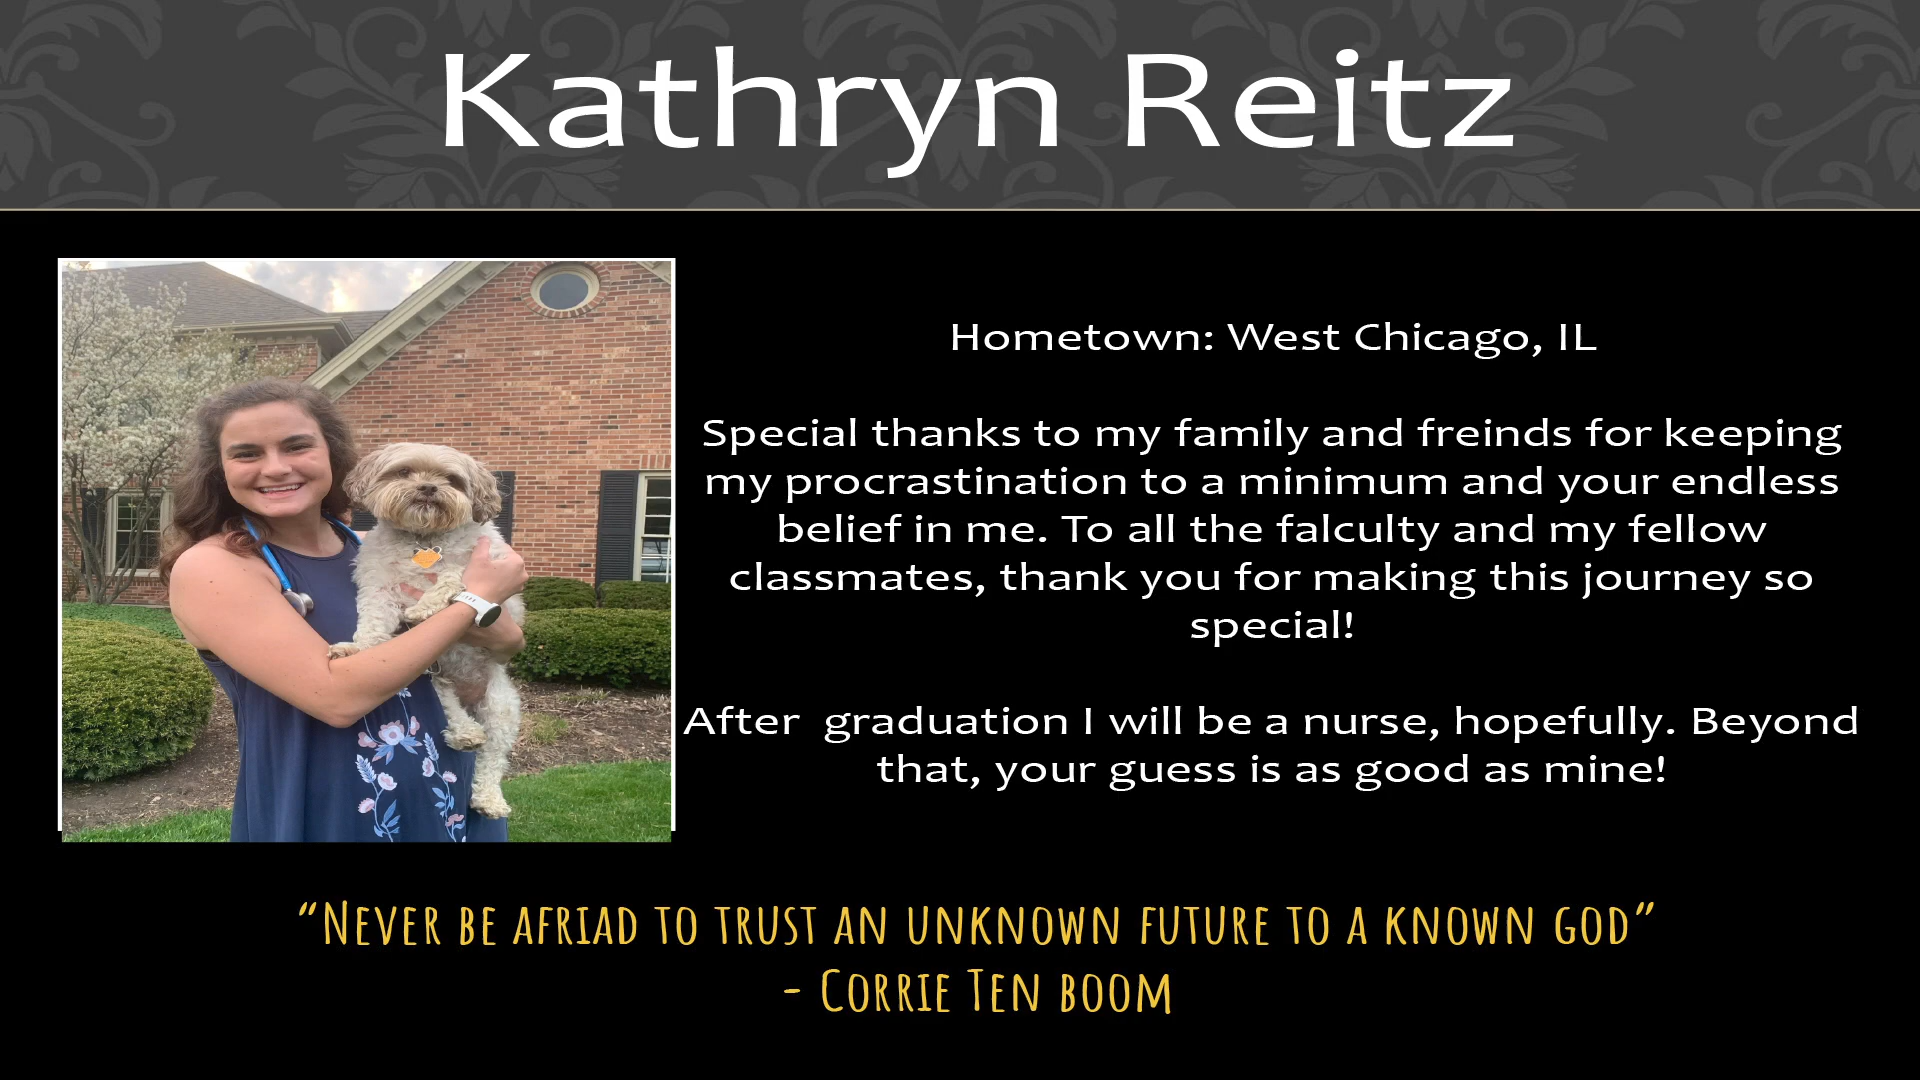 Kathryn Reitz
Hometown: West Chicago, IL
Special thanks to my family and freinds for keeping
my procrastination to a minimum and your endless
belief in me. To all the falculty and my fellow
classmates, thank you for making this journey so
special!
After  graduation I will be a nurse, hopefully. Beyond
that, your guess is as good as mine!
“Never be afriad to trust an unknown future to a known god”
- Corrie Ten boom